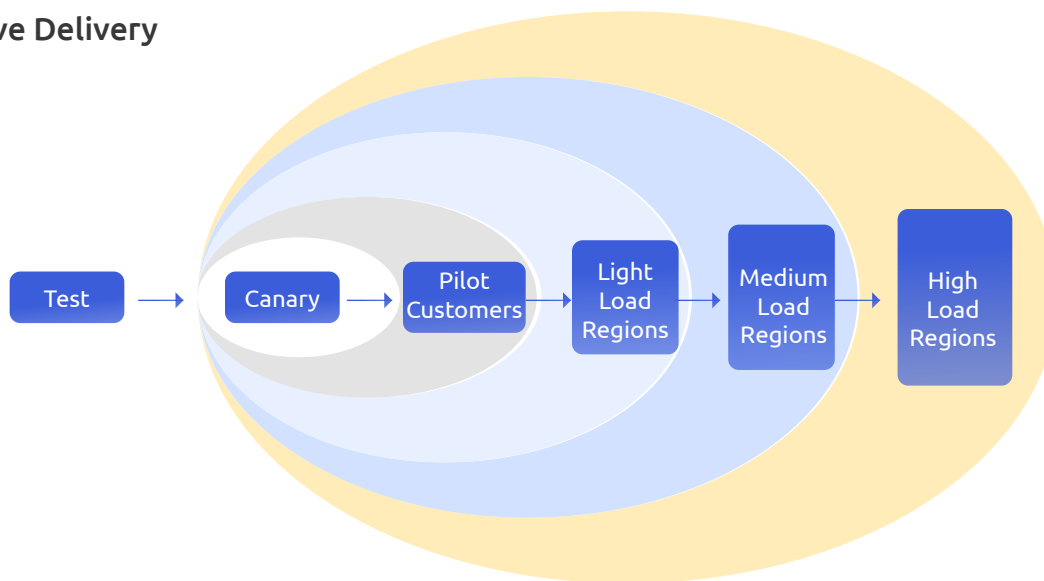 ve Delivery
Test
Canary
Pilot
Customers
Light
Load
Regions
Medium
Load
Regions
High
Load
Regions